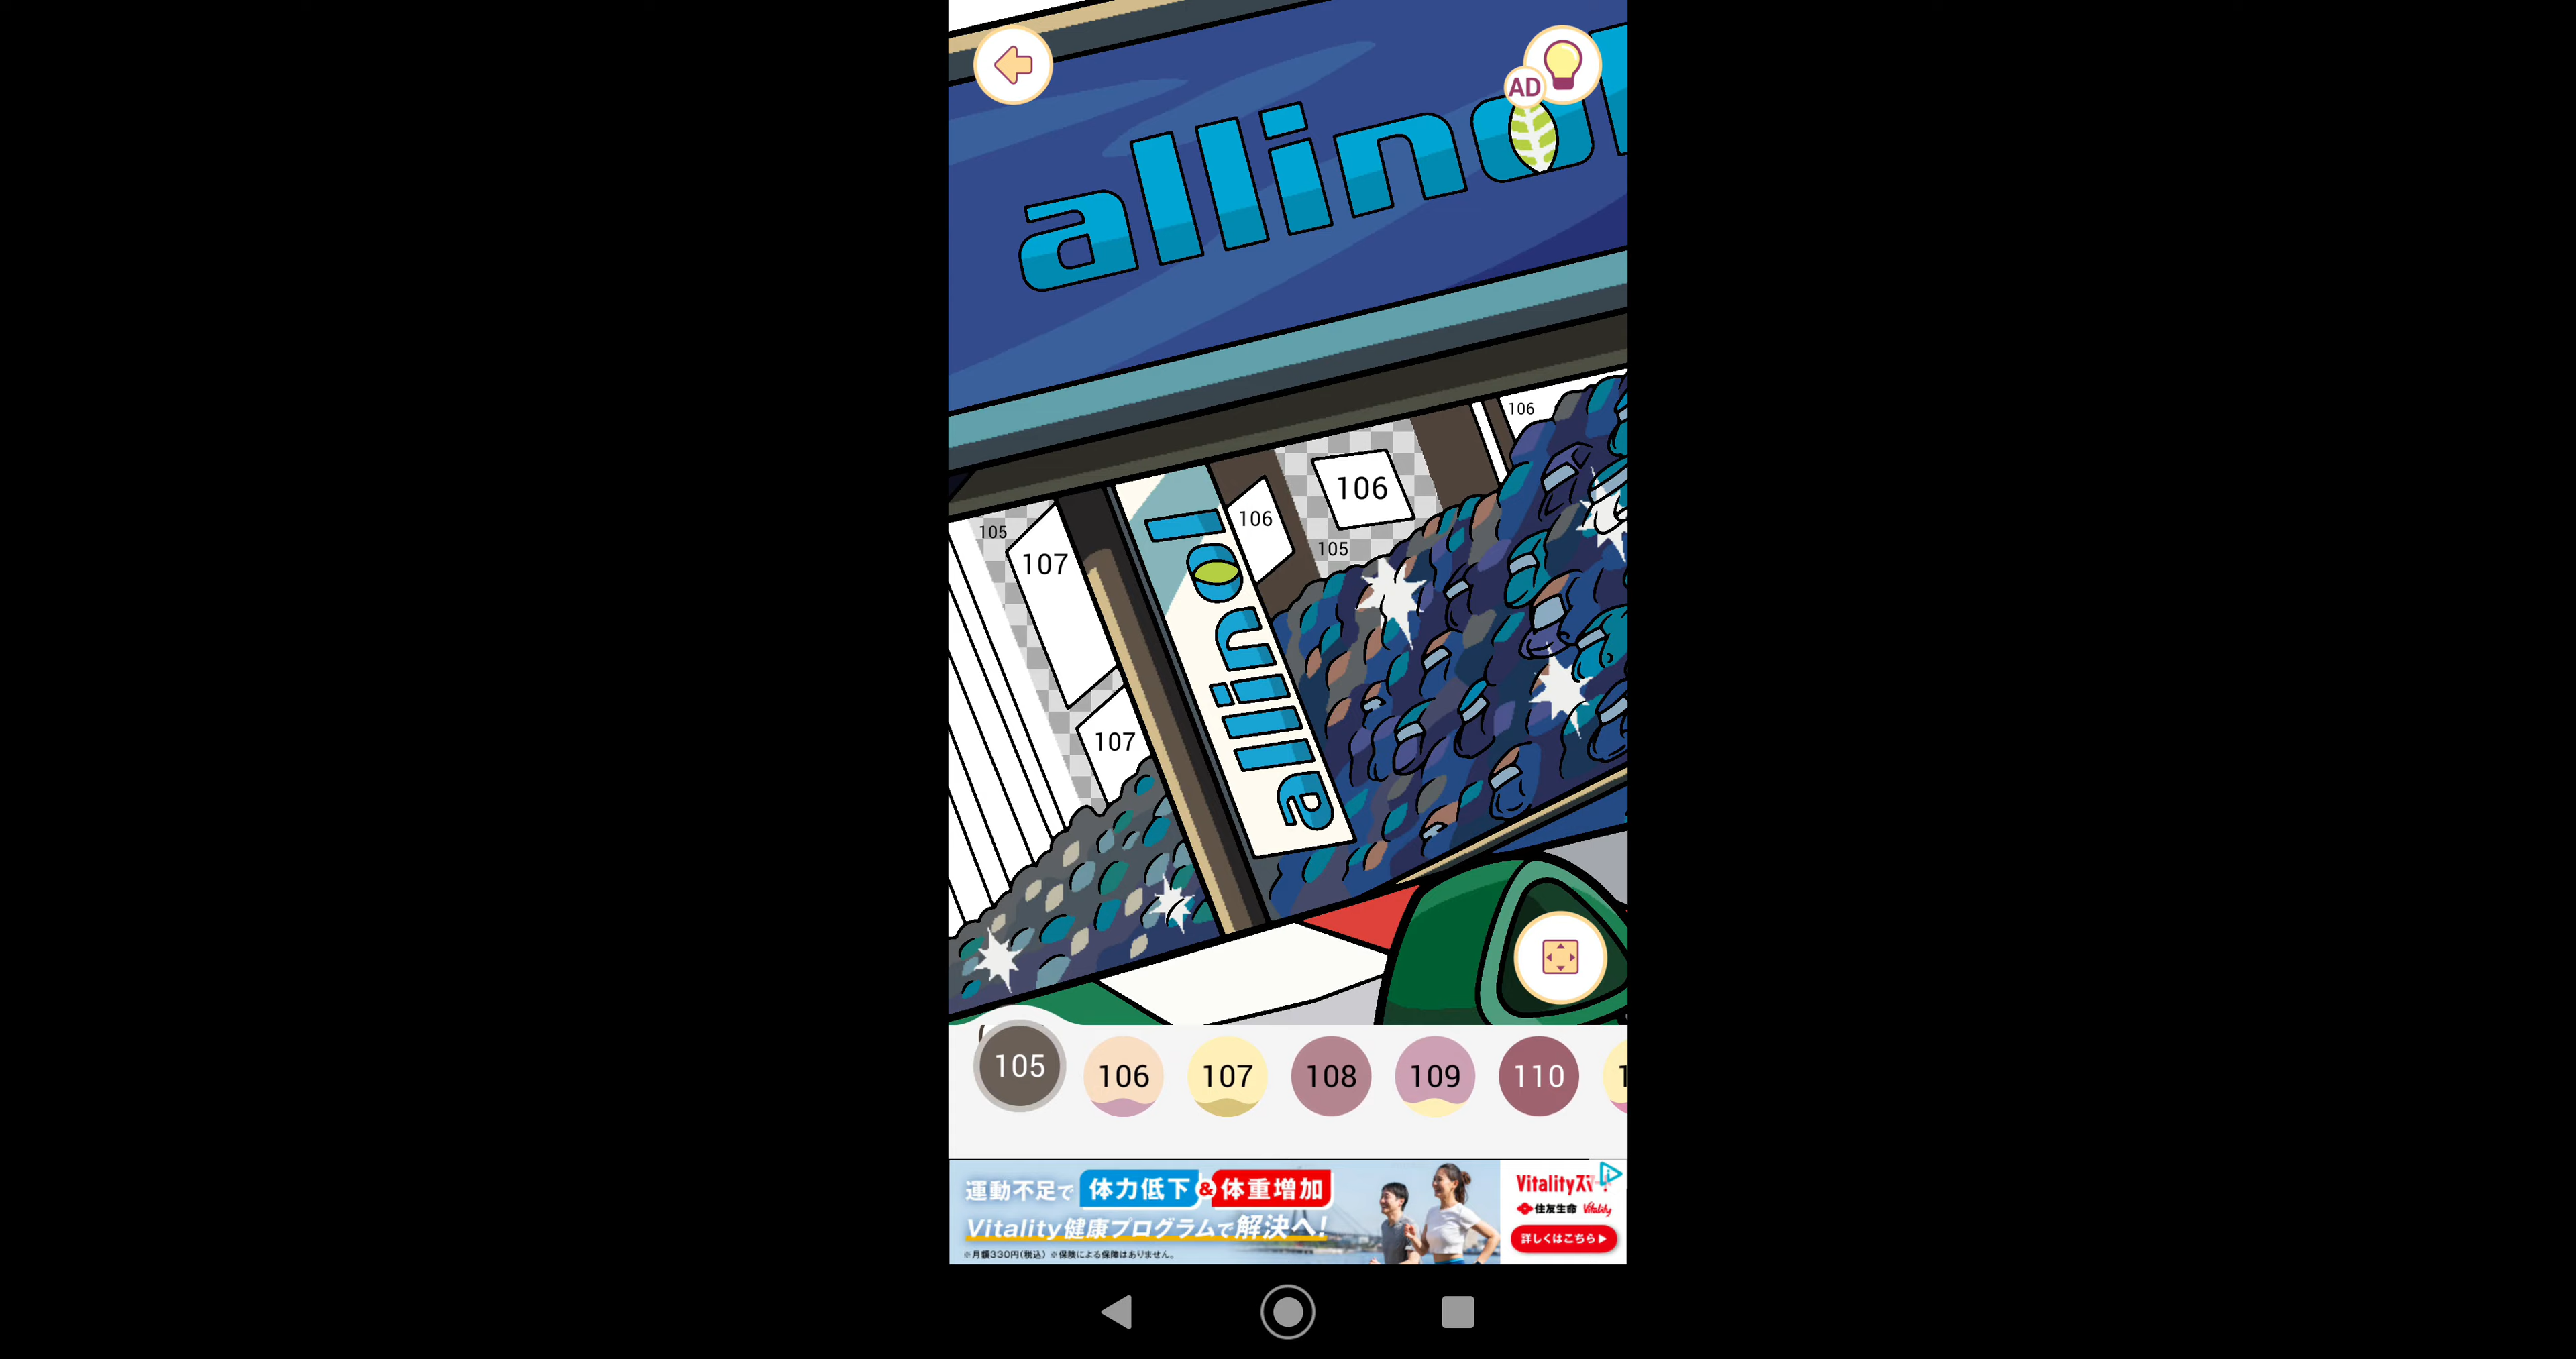 AD
allino
106
106
106
105
105
107
107
allino
105
106
107
108
109
110
運動不足で 体力低下 & 体重増加
Vitality健康プログラムで解決へ!
※月額330円(税込) ※保険による保障はありません。
住友生命 Vitality
詳しくはこちら▶